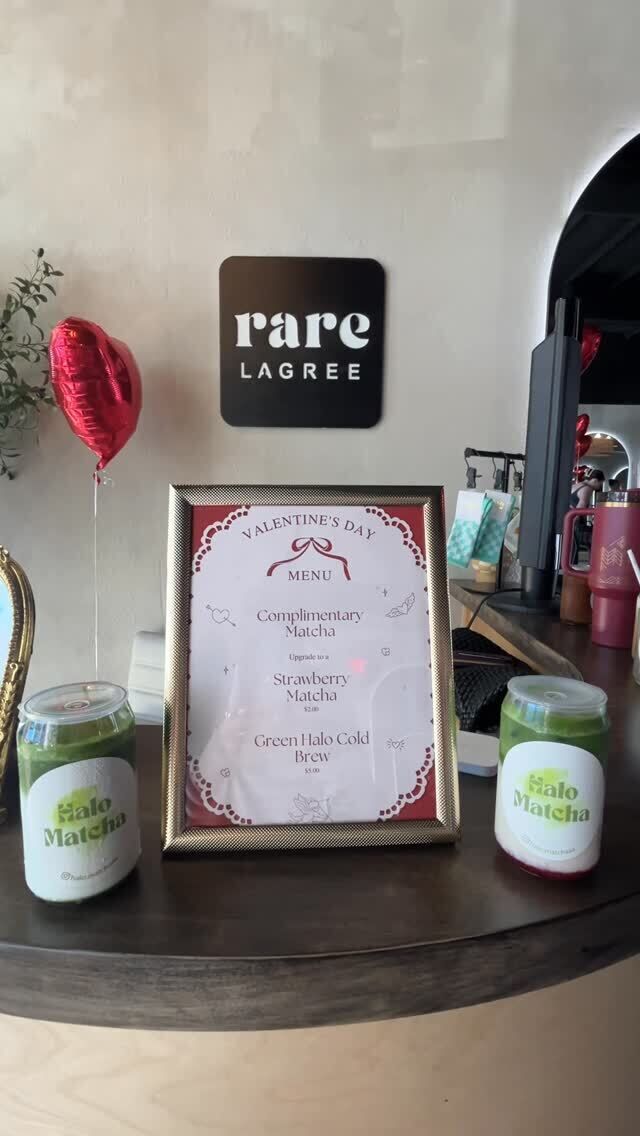 rare
LAGREE
VALENTINE'S DAY
MENU
Complimentary
Matcha
Upgrade to a
Strawberry
Matcha
$2.00
Green Halo Cold
Brew
$5.00
Halo
Matcha
Halo
Matcha